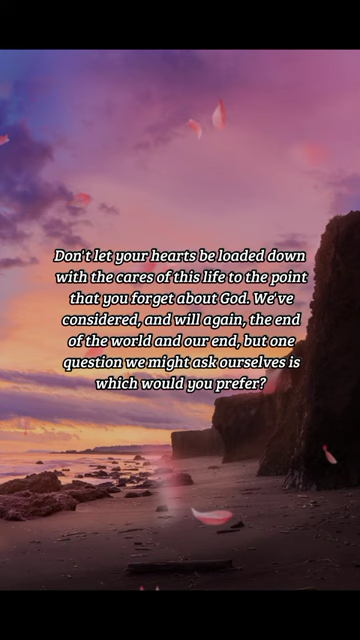 Don't let your hearts be loaded down
with the cares of this life to the point
that you forget about God. We've
considered, and will again, the end
of the world and our end, but one
question we might ask ourselves is
which would you prefer?